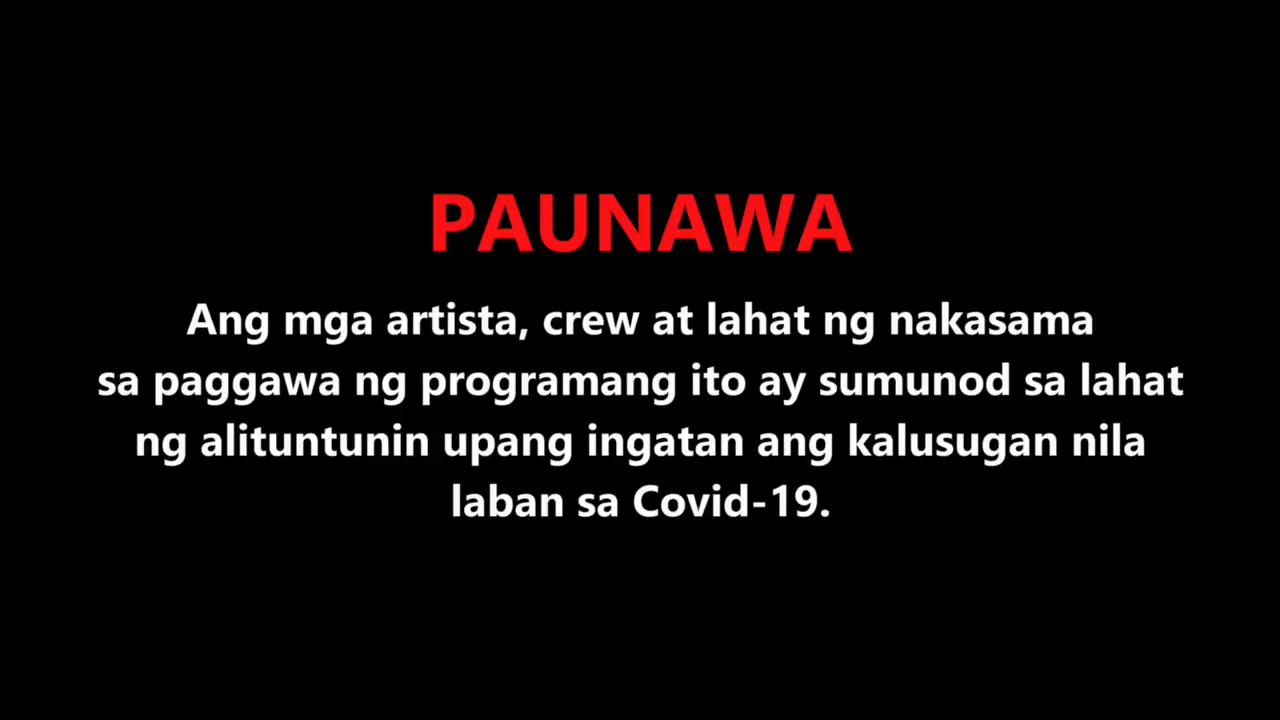 PAUNAWA
Ang mga artista, crew at lahat ng nakasama
sa paggawa ng programang ito ay sumunod sa lahat
ng alituntunin upang ingatan ang kalusugan nila
laban sa Covid-19.